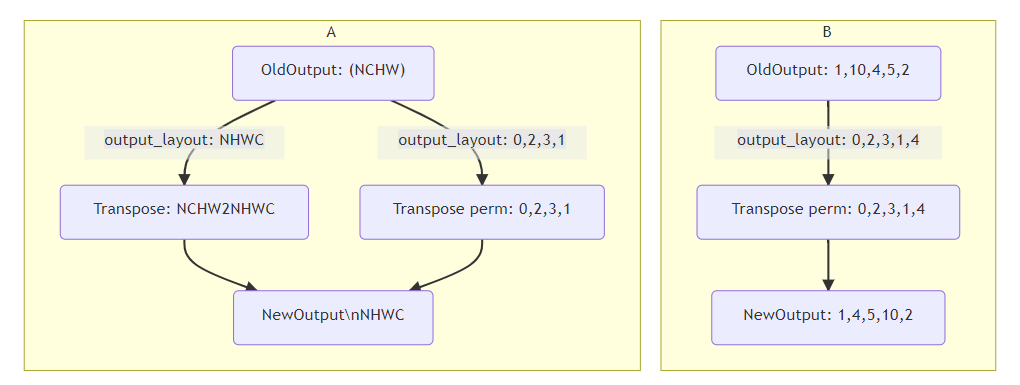 A
OldOutput: (NCHW)
output_layout: NHWC
output_layout: 0,2,3,1
Transpose: NCHW2NHWC
Transpose perm: 0,2,3,1
NewOutput\nNHWC
B
OldOutput: 1,10,4,5,2
output_layout: 0,2,3,1,4
Transpose perm: 0,2,3,1,4
NewOutput: 1,4,5,10,2